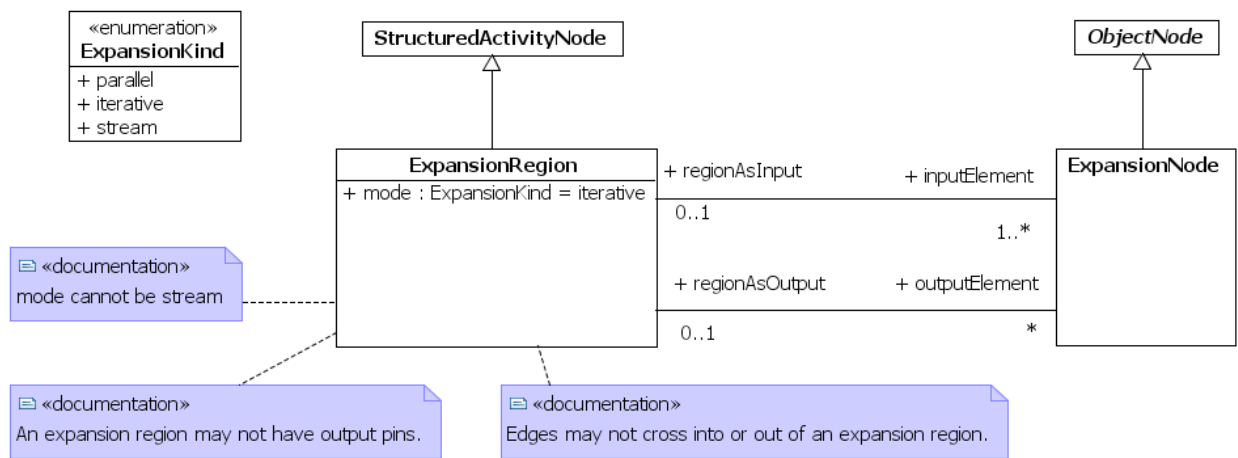 «enumeration»
ExpansionKind
+ parallel
+ iterative
+ stream
StructuredActivityNode
ObjectNode
ExpansionRegion
+ mode : ExpansionKind = iterative
+ regionAsInput
0..1
+ inputElement
1..*
ExpansionNode
+ regionAsOutput
0..1
+ outputElement
*
«documentation»
mode cannot be stream
«documentation»
An expansion region may not have output pins.
«documentation»
Edges may not cross into or out of an expansion region.